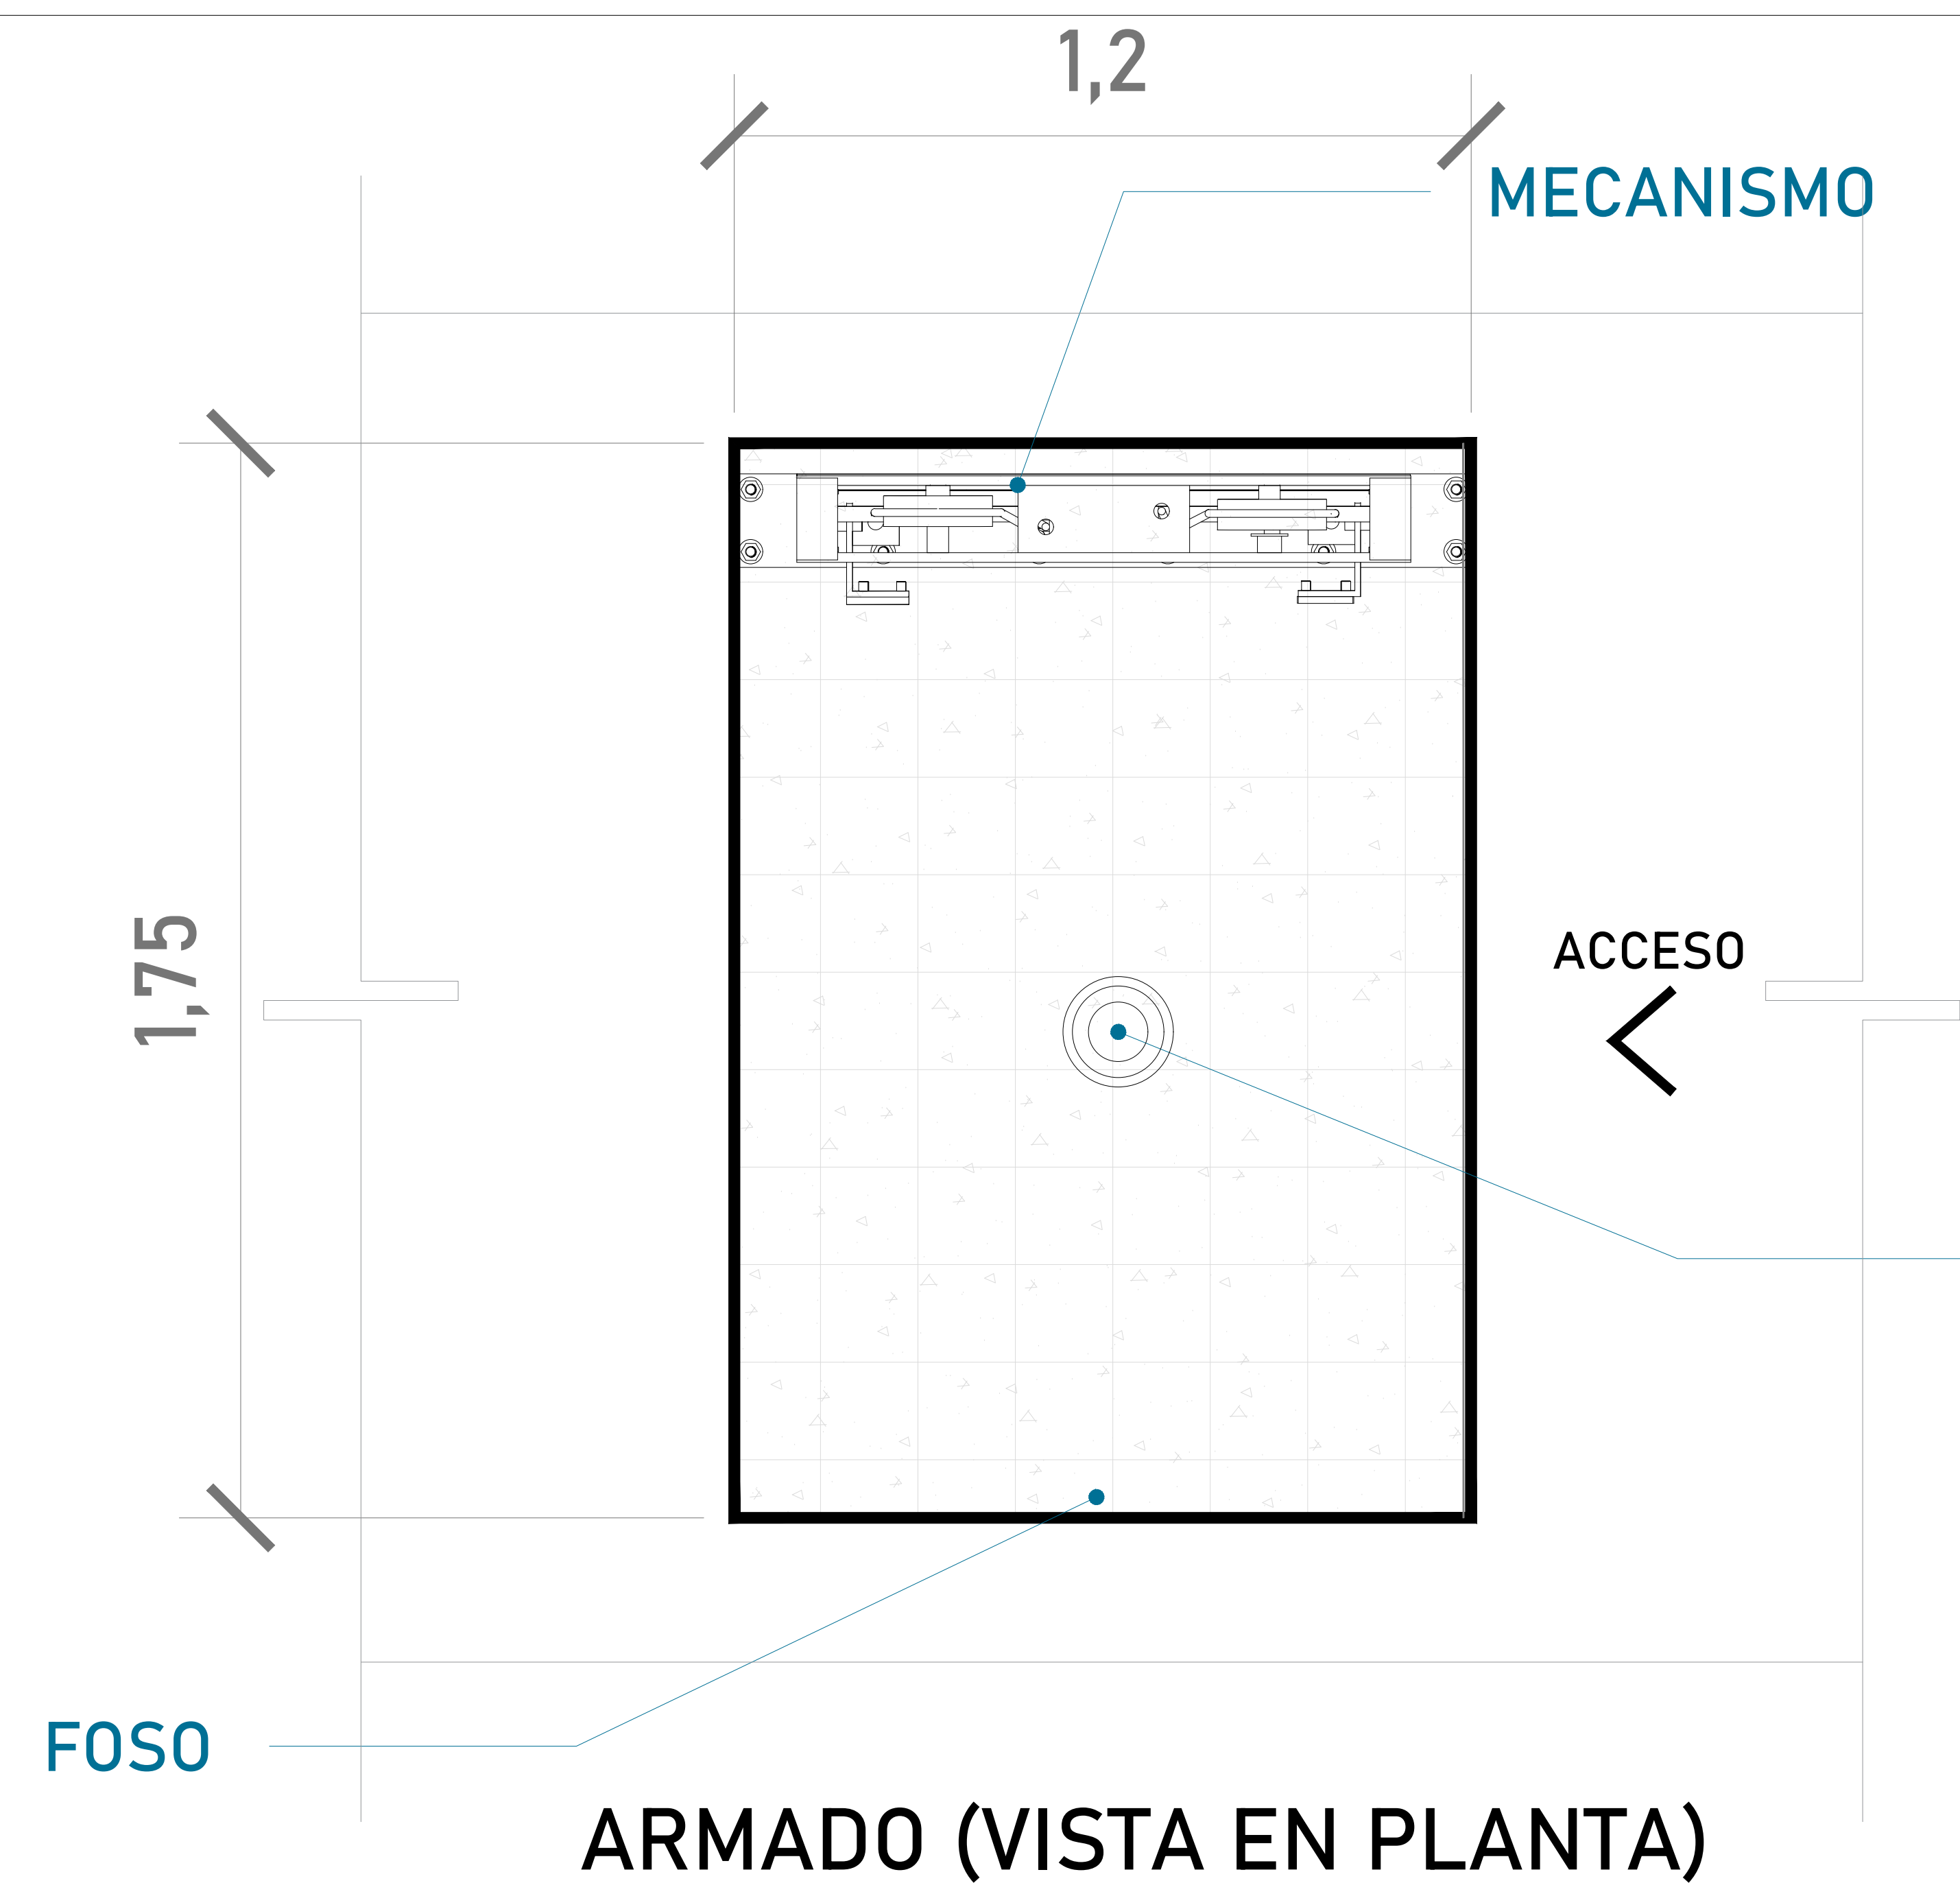 1,2
MECANISMO
1,75
ACCESO
FOSO
ARMADO (VISTA EN PLANTA)